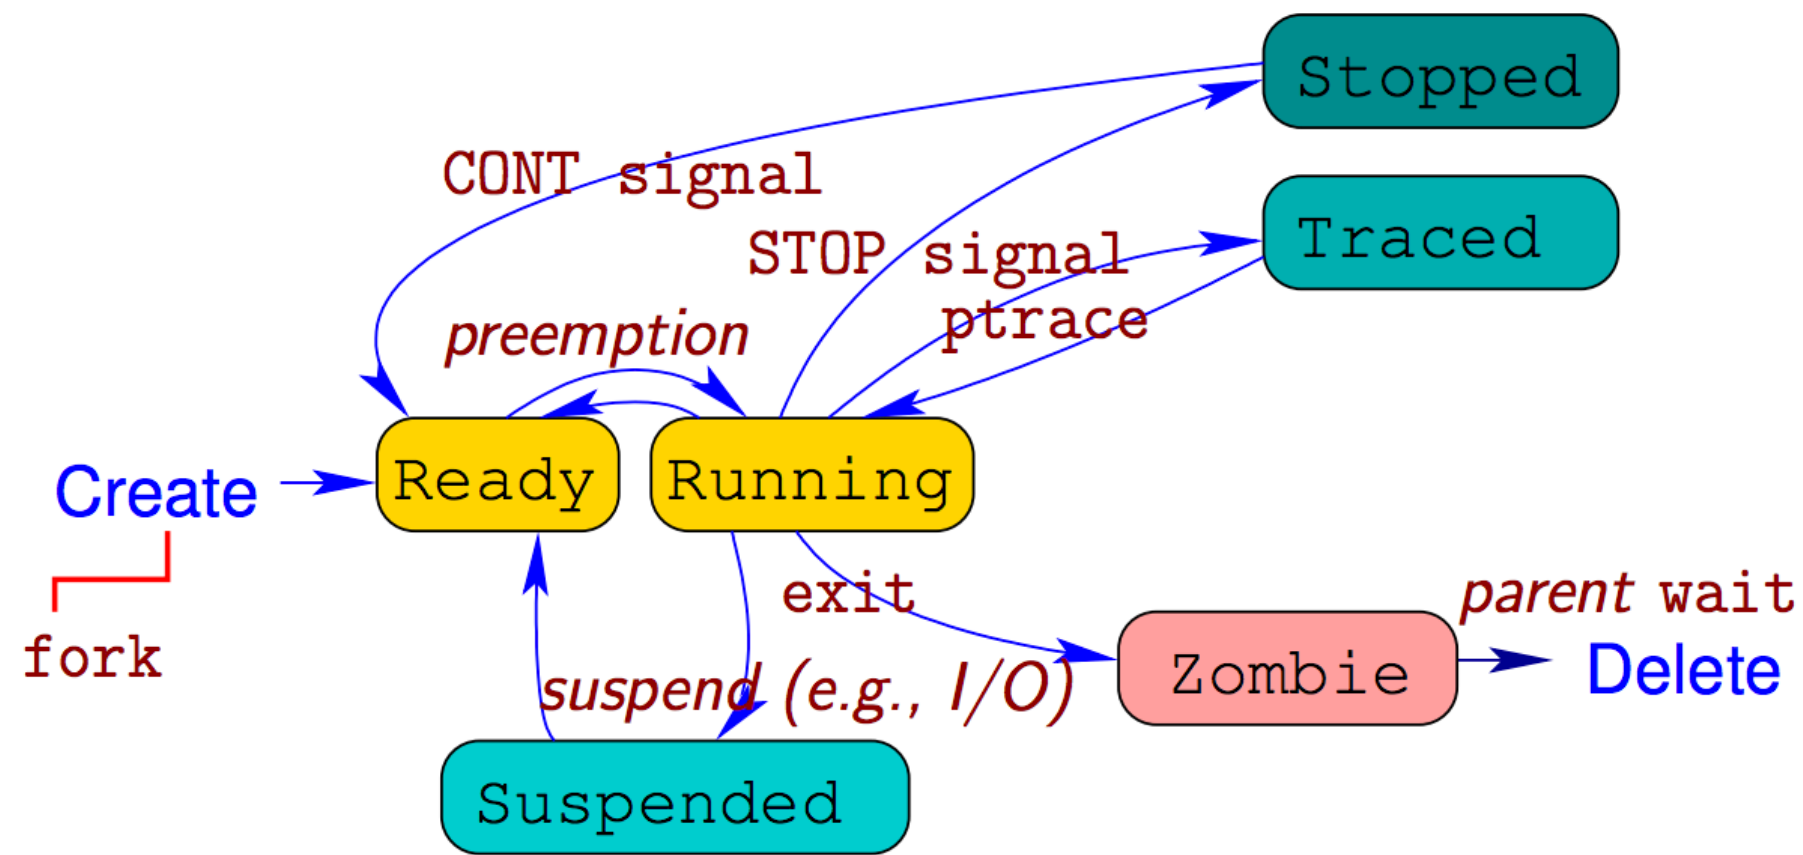 Stopped
CONT signal
Traced
STOP signal
ptrace
preemption
Ready
Running
Create
fork
exit
parent wait
Zombie
Delete
suspend (e.g., I/O)
Suspended